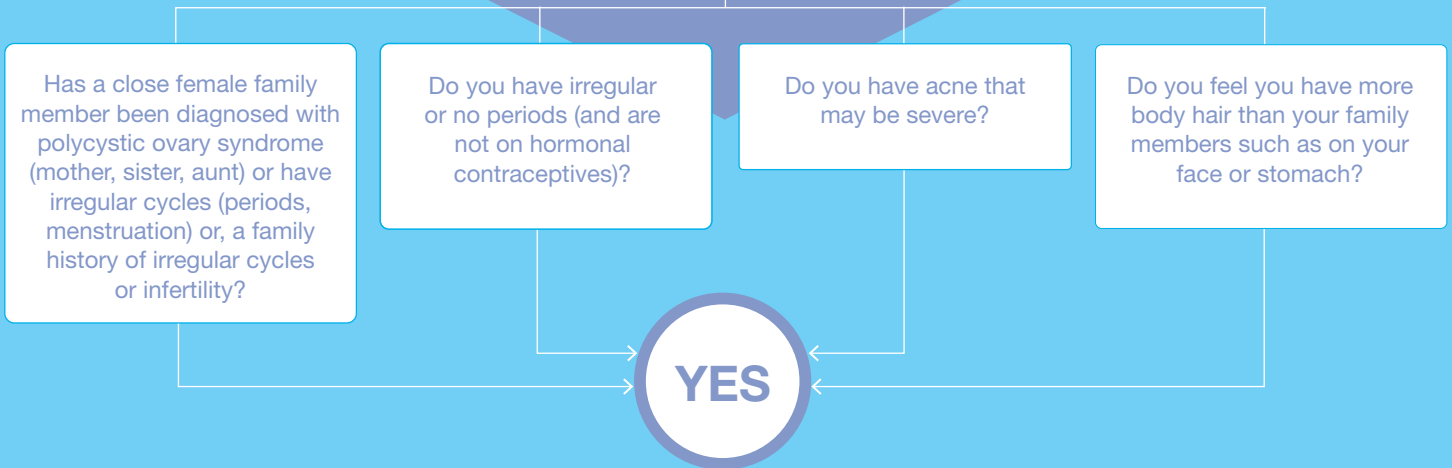 Has a close female family
member been diagnosed with
polycystic ovary syndrome
(mother, sister, aunt) or have
irregular cycles (periods,
menstruation) or, a family
history of irregular cycles
or infertility?
Do you have irregular
or no periods (and are
not on hormonal
contraceptives)?
Do you have acne that
may be severe?
Do you feel you have more
body hair than your family
members such as on your
face or stomach?
YES